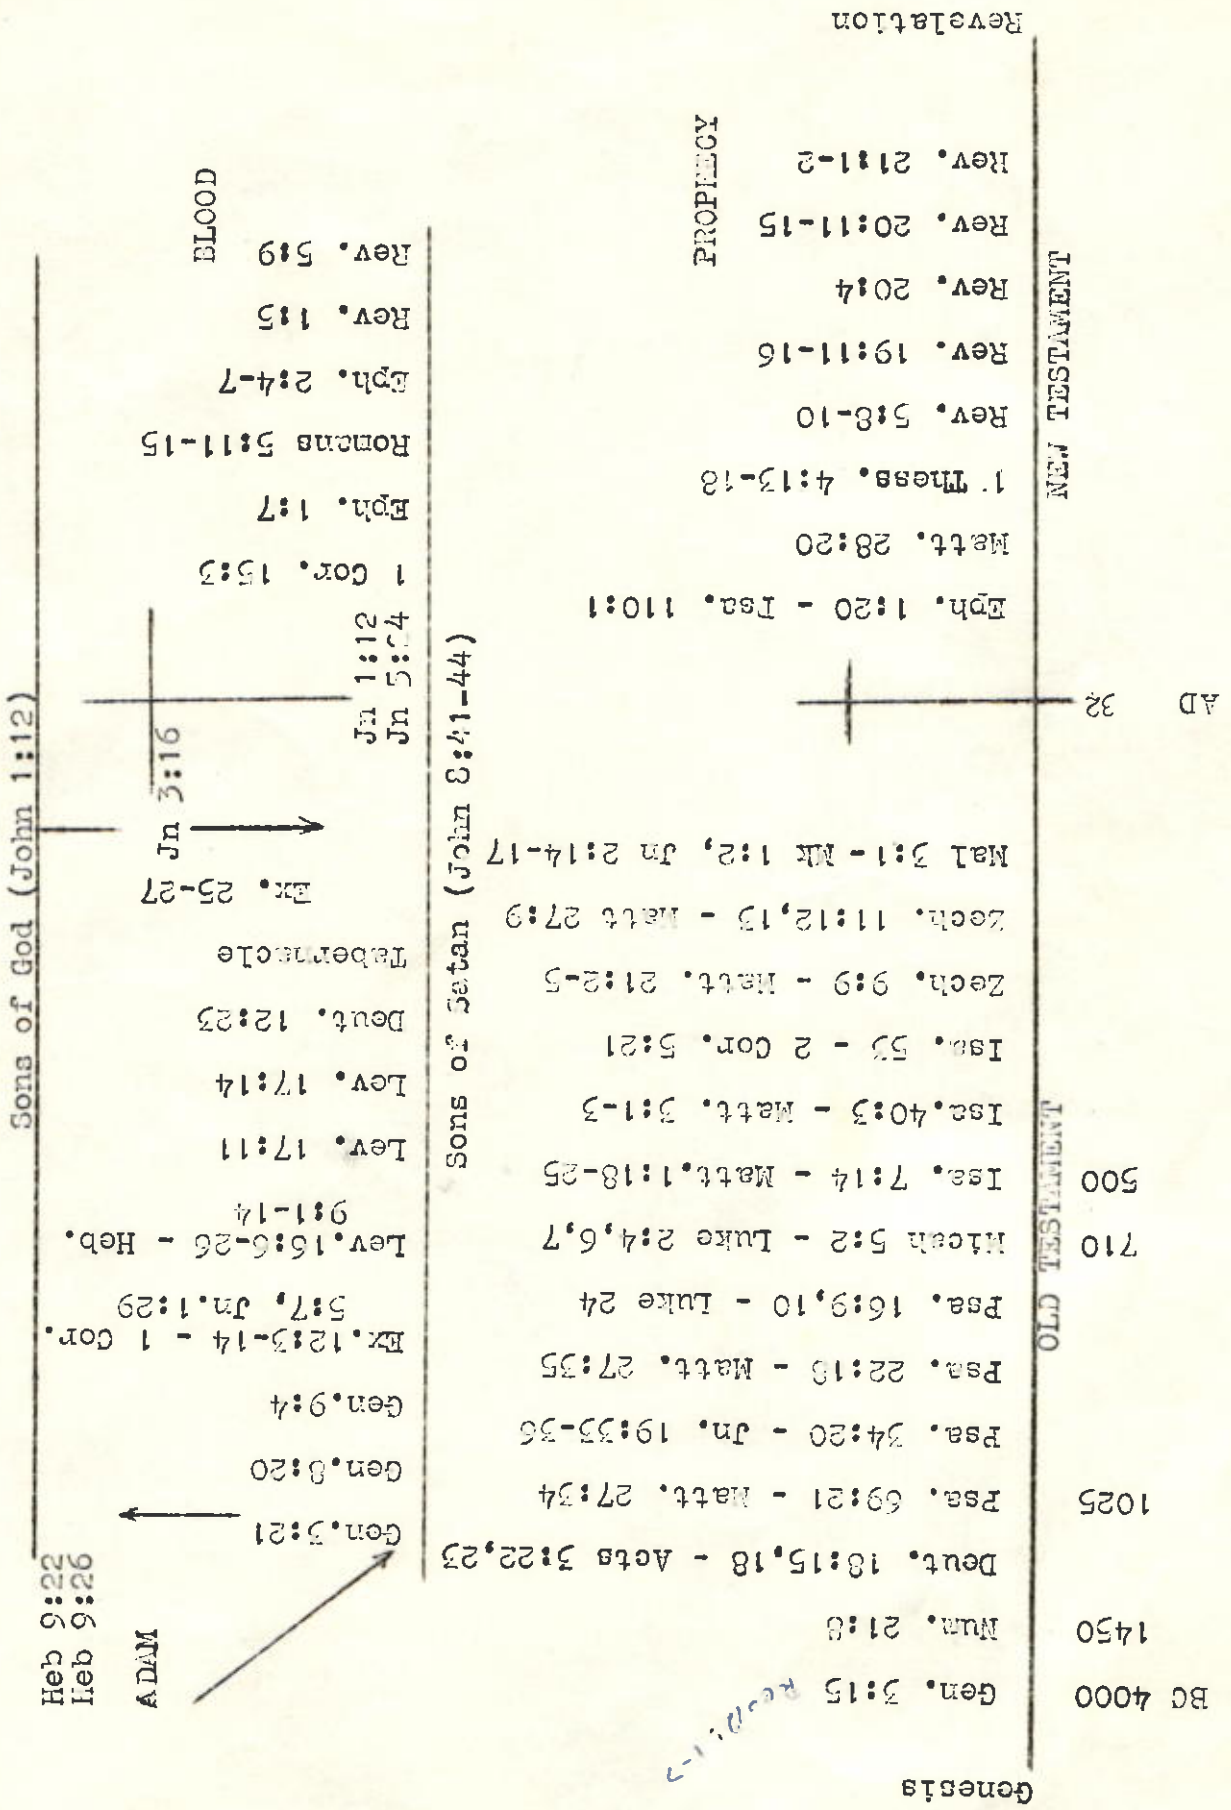 Sons of God (John 1:12)
Heb 9:22
Heb 9:26
ADAM
Gen.3:21
Gen.8:20
Gen.9:4
Ex.12:3-14 - 1 Cor.
5:7, Jn.1:29
Lev.16:6-26 - Heb.
9:1-14
Lev. 17:11
Lev. 17:14
Deut. 12:23
Tabernacle
Ex. 25-27
Jn 3:16
Jn 1:12
Jn 5:24
1 Cor. 15:3
Eph. 1:7
Romans 5:11-15
Eph. 2:4-7
Rev. 1:5
Rev. 5:9
BLOOD
Sons of Satan (John 8:41-44)
PROPHECY
Gen. 3:15
Num. 21:8
Deut. 18:15,18 - Acts 3:22,23
Psa. 69:21 - Matt. 27:34
Psa. 34:20 - Jn. 19:33-36
Psa. 22:18 - Matt. 27:35
Psa. 16:9,10 - Luke 24
Micah 5:2 - Luke 2:4,6,7
Isa. 7:14 - Matt.1:18-25
Isa.40:3 - Matt. 3:1-3
Isa. 53 - 2 Cor. 5:21
Zech. 9:9 - Matt. 21:2-5
Zech. 11:12,13 - Matt 27:9
Mal 3:1 - Mk 1:2, Jn 2:14-17
Eph. 1:20 - Psa. 110:1
Matt. 28:20
1 Thess. 4:13-18
Rev. 5:8-10
Rev. 19:11-16
Rev. 20:4
Rev. 20:11-15
Rev. 21:1-2
Genesis
OLD TESTAMENT
NEW TESTAMENT
Revelation
BC 4000
1450
1025
710
500
32 AD